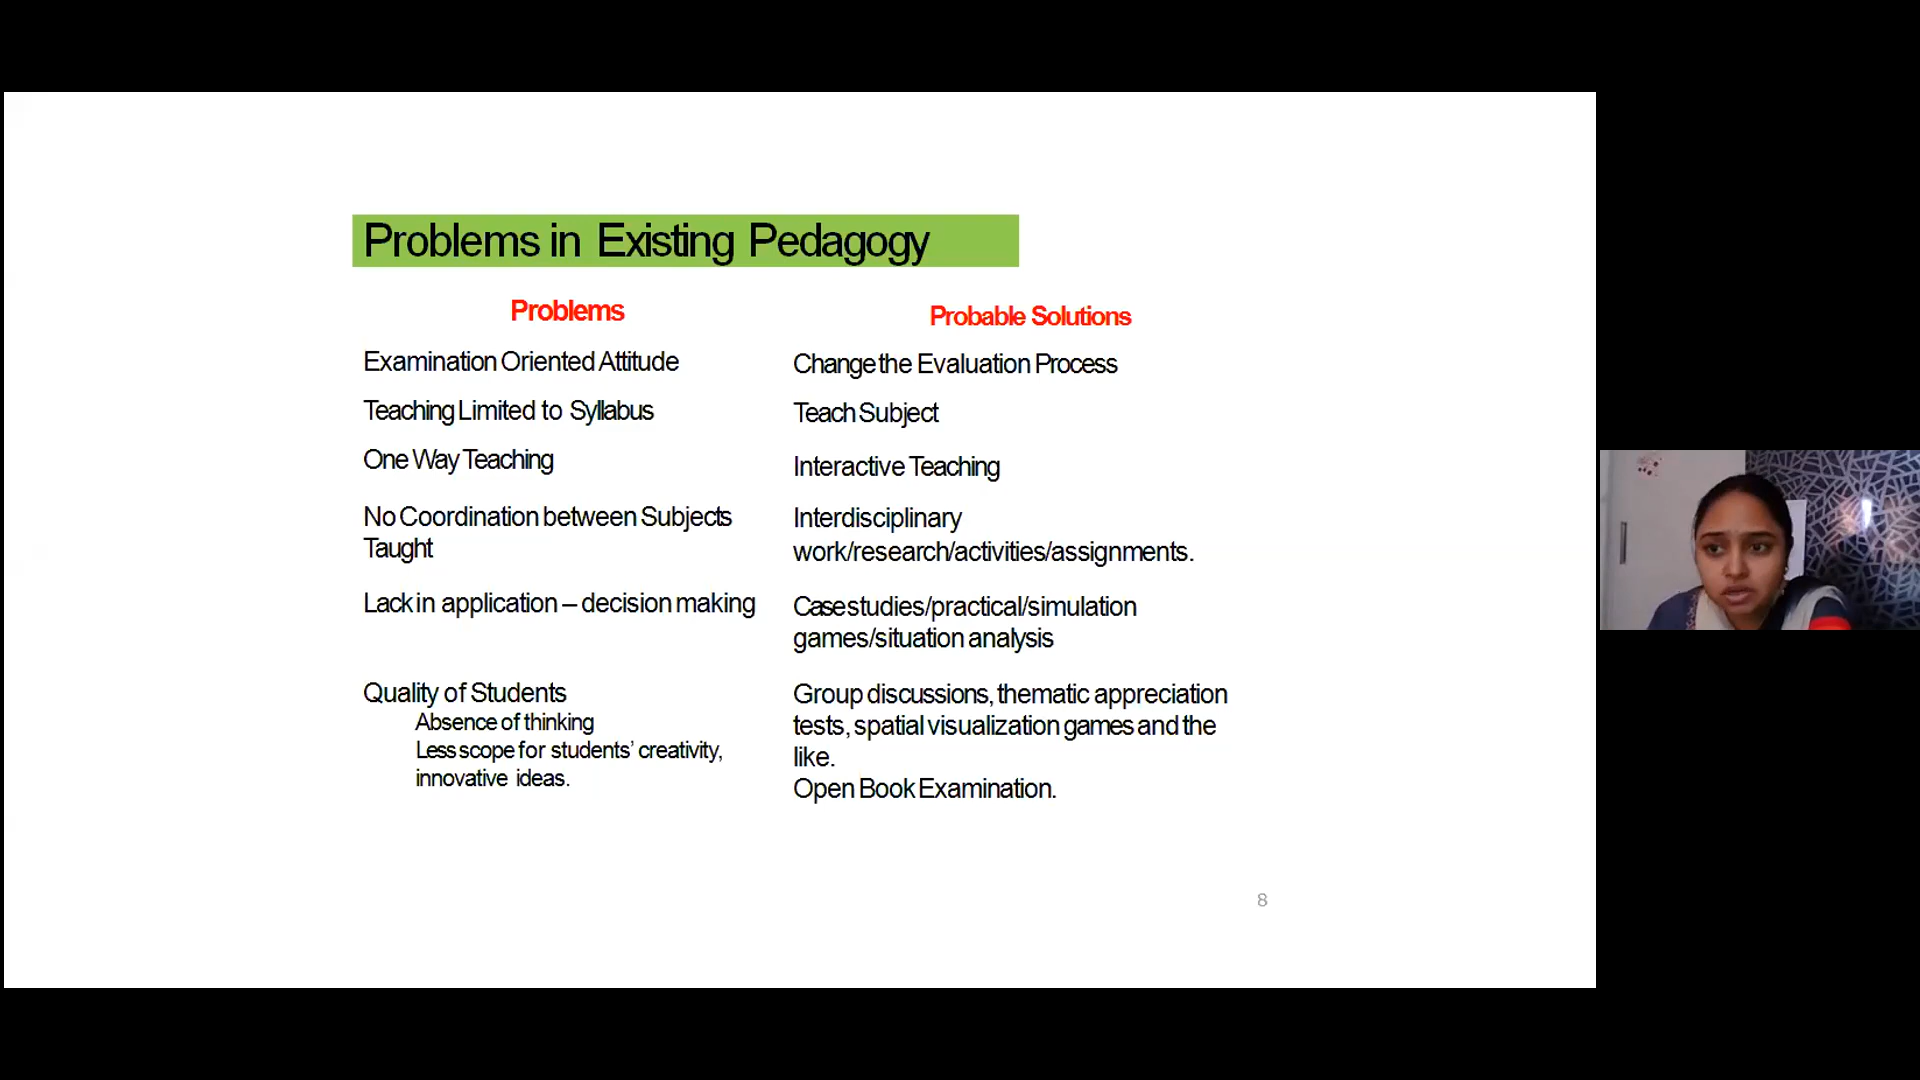 Problems in Existing Pedagogy
Problems
Probable Solutions
Examination Oriented Attitude
Change the Evaluation Process
Teaching Limited to Syllabus
Teach Subject
One Way Teaching
Interactive Teaching
No Coordination between Subjects
Taught
Interdisciplinary
work/research/activities/assignments.
Lack in application – decision making
Case studies/practical/simulation
games/situation analysis
Quality of Students
Absence of thinking
Less scope for students’ creativity,
innovative ideas.
Group discussions, thematic appreciation
tests, spatial visualization games and the
like.
Open Book Examination.
8